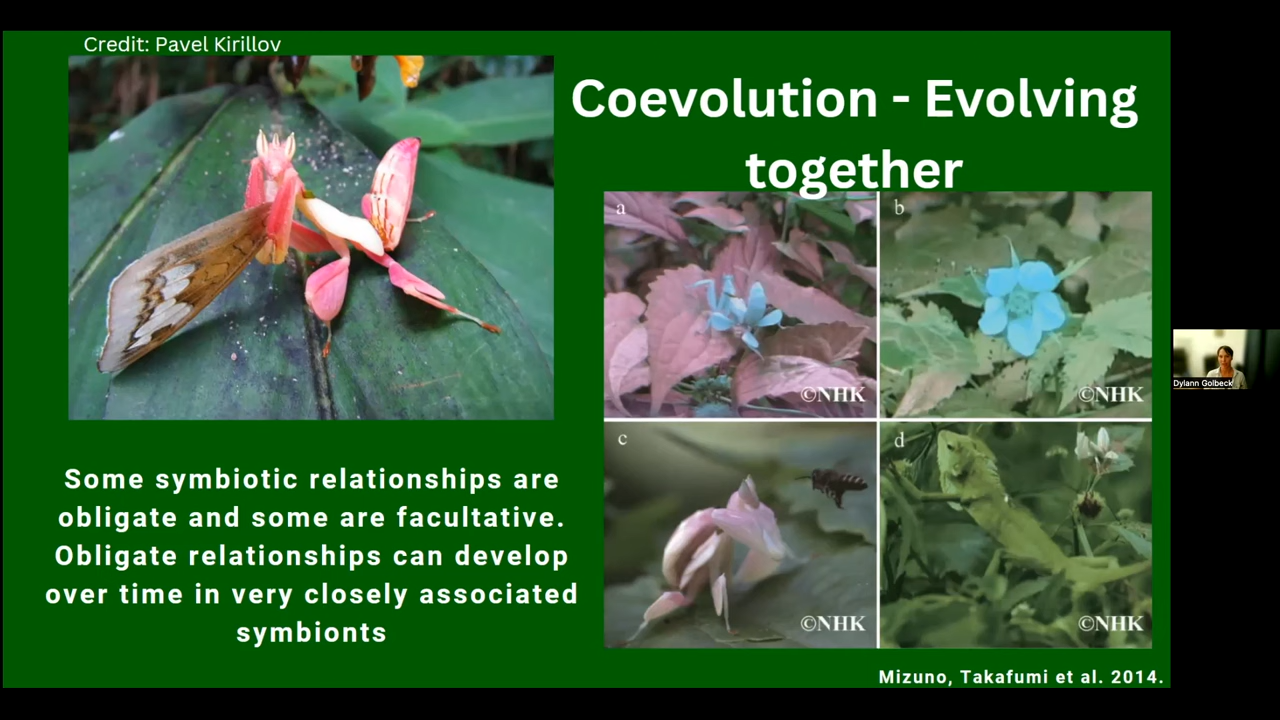 Credit: Pavel Kirillov
Coevolution - Evolving
together
a
b
©NHK
©NHK
c
d
©NHK
©NHK
Some symbiotic relationships are
obligate and some are facultative.
Obligate relationships can develop
over time in very closely associated
symbionts
Mizuno, Takafumi et al. 2014.
Dylann Golbeck